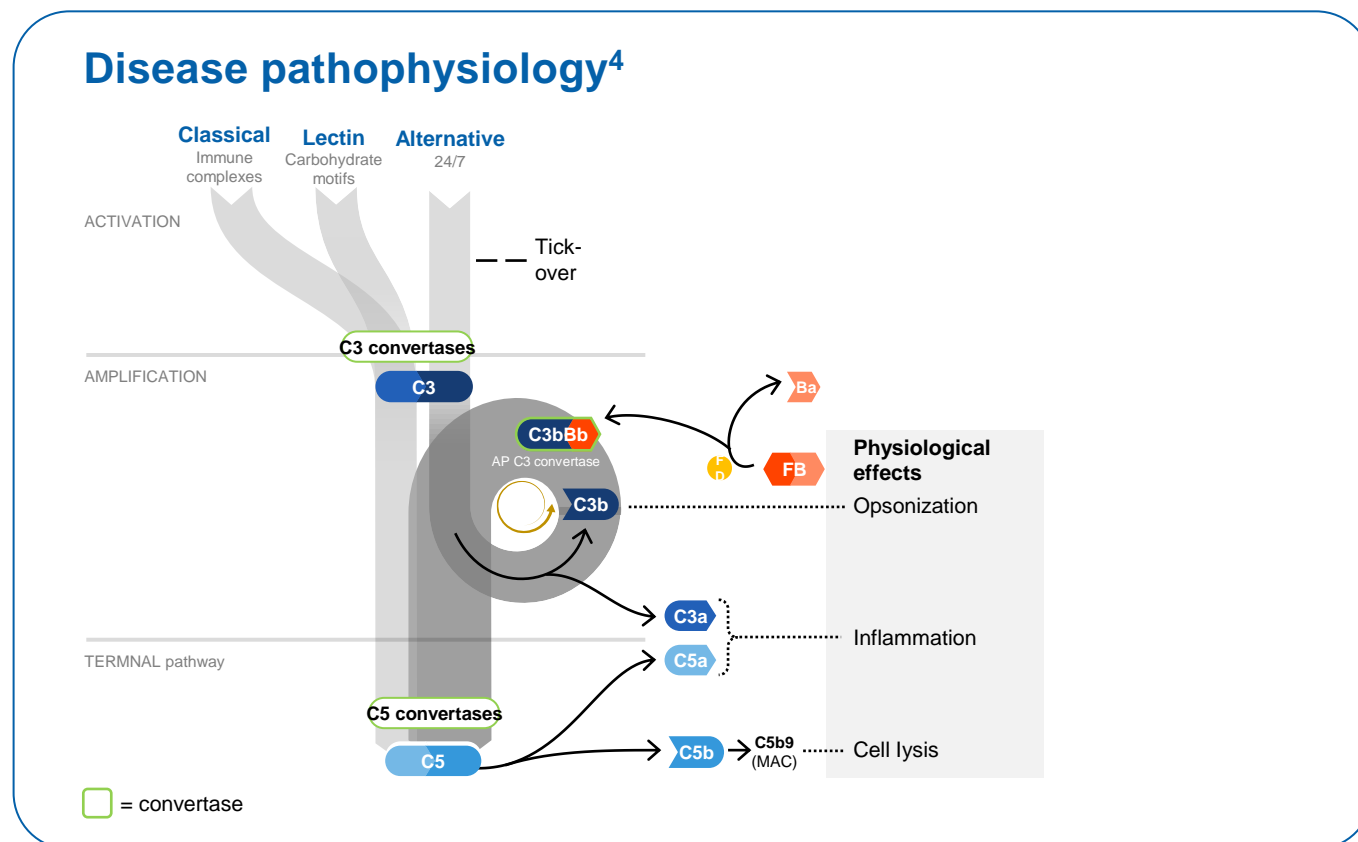 Disease pathophysiology4
Classical
Immune
complexes
Lectin
Carbohydrate
motifs
Alternative
24/7
ACTIVATION
Tick-
over
C3 convertases
AMPLIFICATION
C3
Ba
C3bBb
AP C3 convertase
F
D
FB
Physiological
effects
C3b
Opsonization
C3a
Inflammation
TERMNAL pathway
C5a
C5 convertases
C5
C5b
C5b9
(MAC)
Cell lysis
= convertase